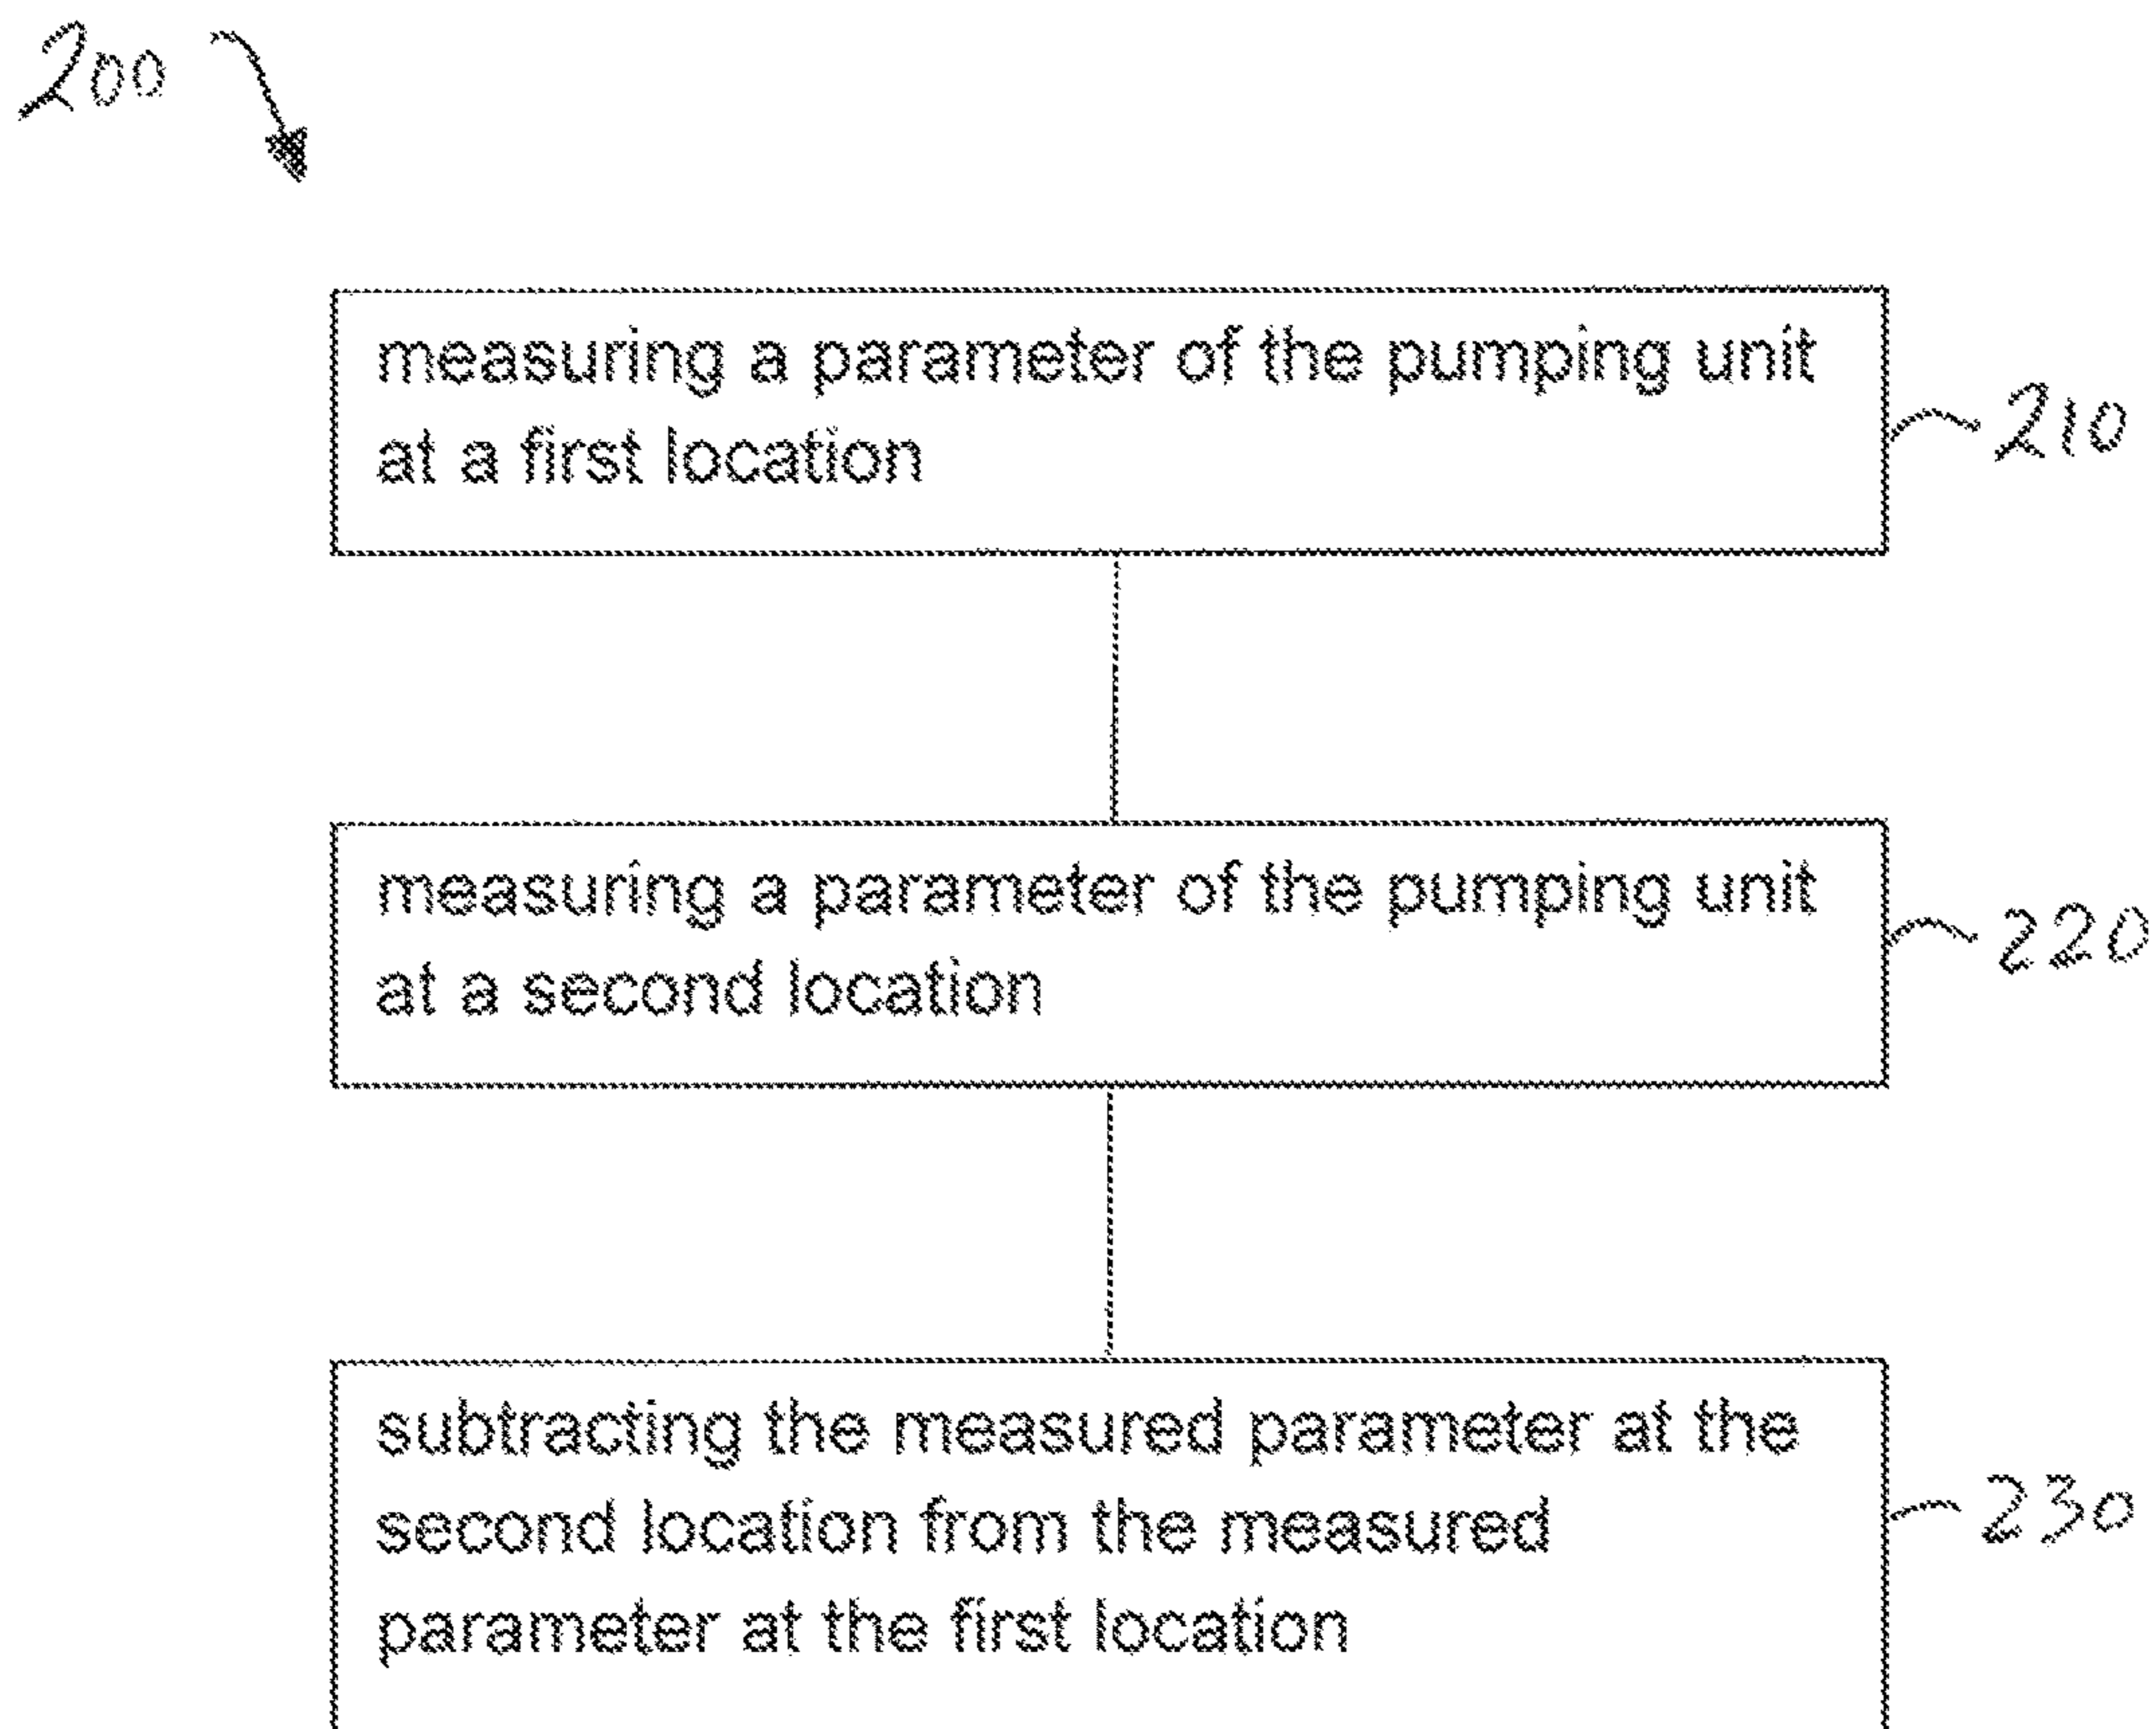 200
measuring a parameter of the pumping unit
at a first location
210
measuring a parameter of the pumping unit
at a second location
220
subtracting the measured parameter at the
second location from the measured
parameter at the first location
230